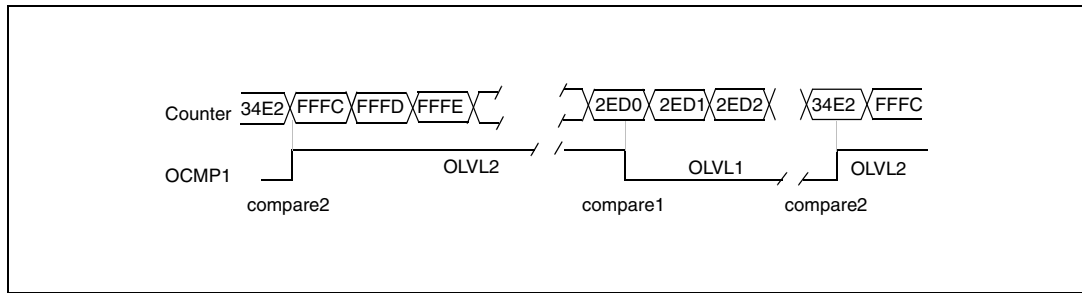 Counter 34E2 FFFC FFFD FFFE 2ED0 2ED1 2ED2 34E2 FFFC
OCMP1 OLVL2 OLVL1 OLVL2
compare2 compare1 compare2